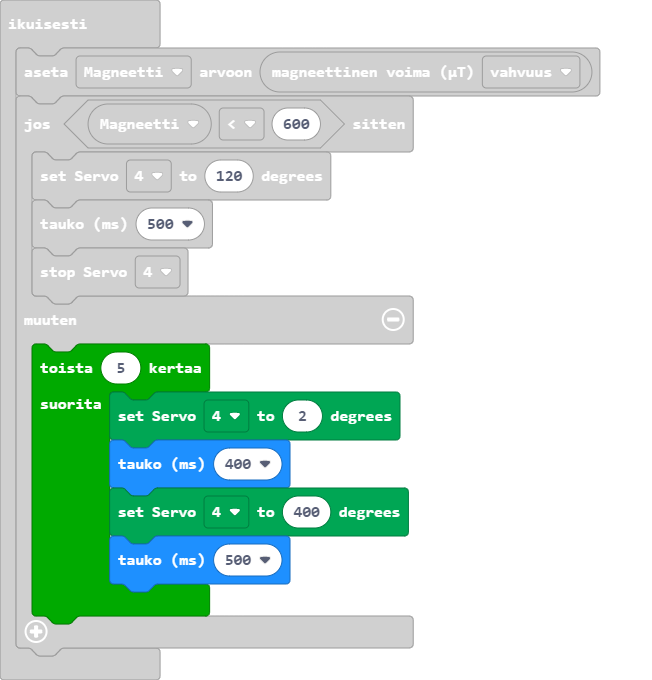 ikuisesti
aseta Magneetti arvoon magneettinen voima (µT) vahvuus
jos Magneetti < 600 sitten
set Servo 4 to 120 degrees
tauko (ms) 500
stop Servo 4
muuten
toista 5 kertaa
suorita
set Servo 4 to 2 degrees
tauko (ms) 400
set Servo 4 to 400 degrees
tauko (ms) 500